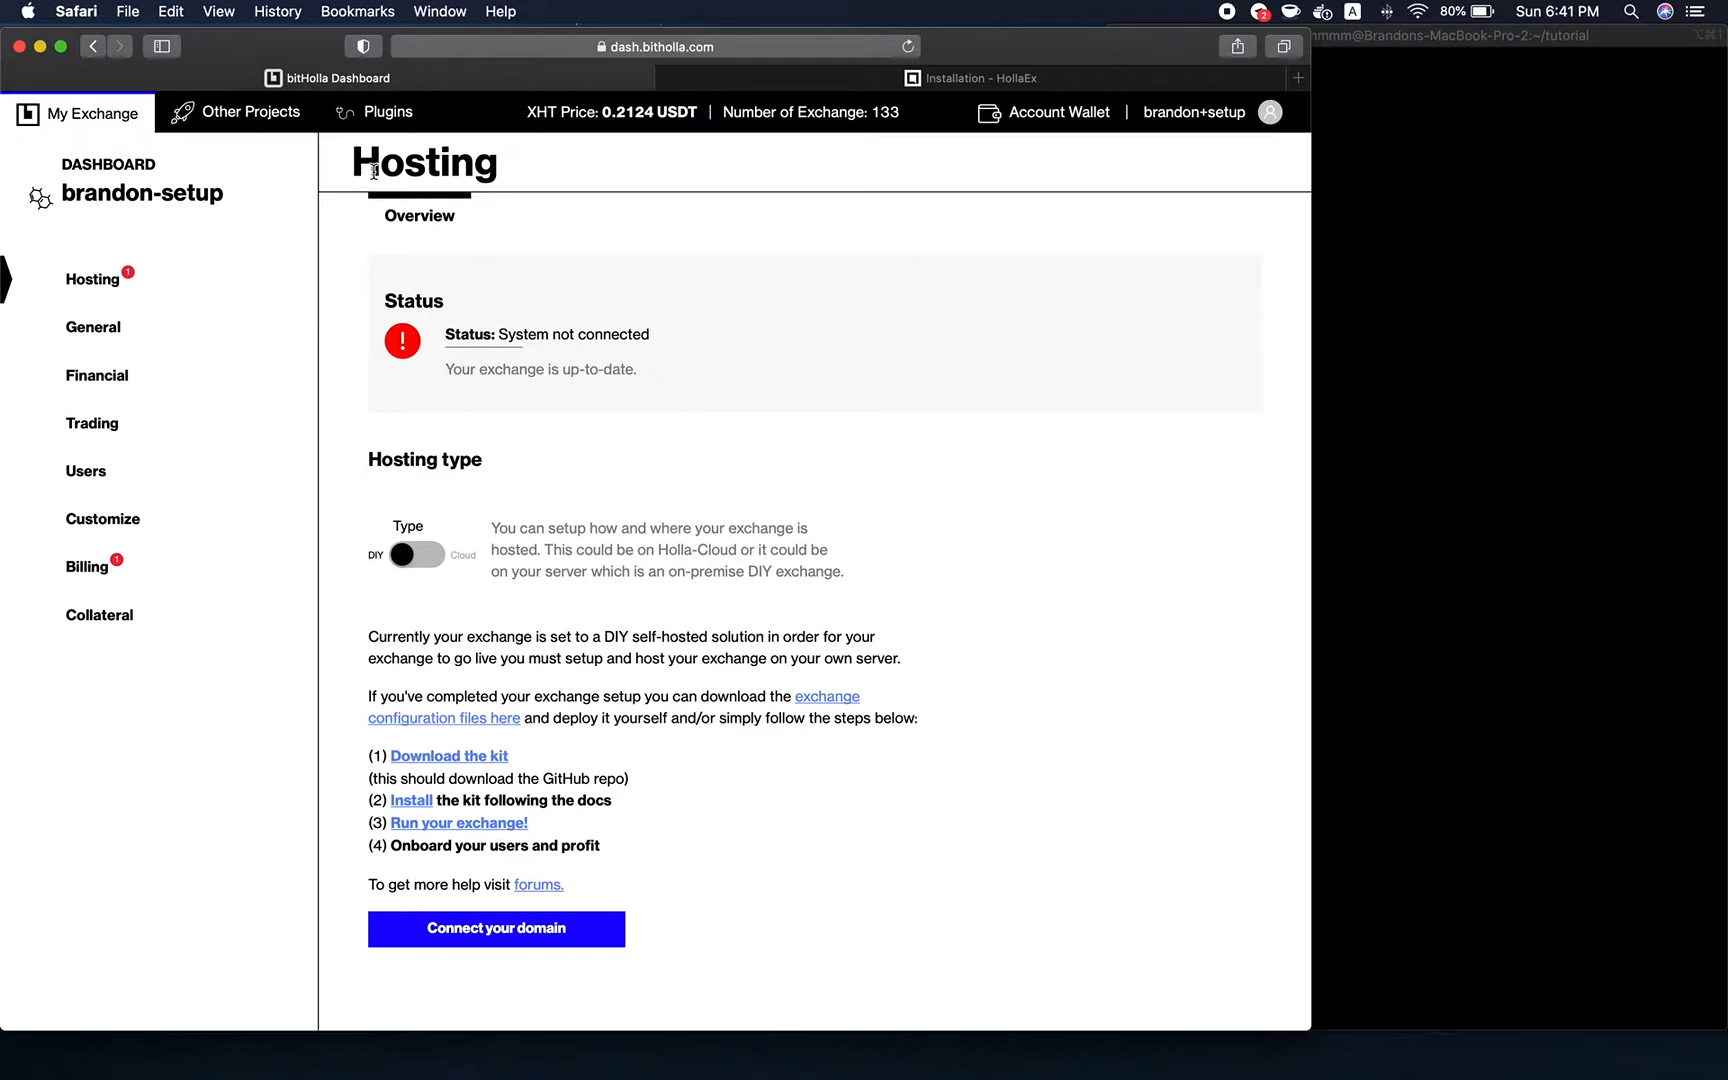 Safari File Edit View History Bookmarks Window Help
2 A 80% Sun 6:41 PM
mmm@Brandons-MacBook-Pro-2:~/tutorial ⌥⌘1
dash.bitholla.com
bitHolla Dashboard
Installation - HollaEx
My Exchange
Other Projects
Plugins
XHT Price: 0.2124 USDT | Number of Exchange: 133
Account Wallet | brandon+setup
DASHBOARD
brandon-setup
Hosting 1
General
Financial
Trading
Users
Customize
Billing 1
Collateral
Hosting
Overview
Status
! Status: System not connected
Your exchange is up-to-date.
Hosting type
Type
DIY Cloud
You can setup how and where your exchange is
hosted. This could be on Holla-Cloud or it could be
on your server which is an on-premise DIY exchange.
Currently your exchange is set to a DIY self-hosted solution in order for your
exchange to go live you must setup and host your exchange on your own server.
If you've completed your exchange setup you can download the exchange
configuration files here and deploy it yourself and/or simply follow the steps below:
(1) Download the kit
(this should download the GitHub repo)
(2) Install the kit following the docs
(3) Run your exchange!
(4) Onboard your users and profit
To get more help visit forums.
Connect your domain